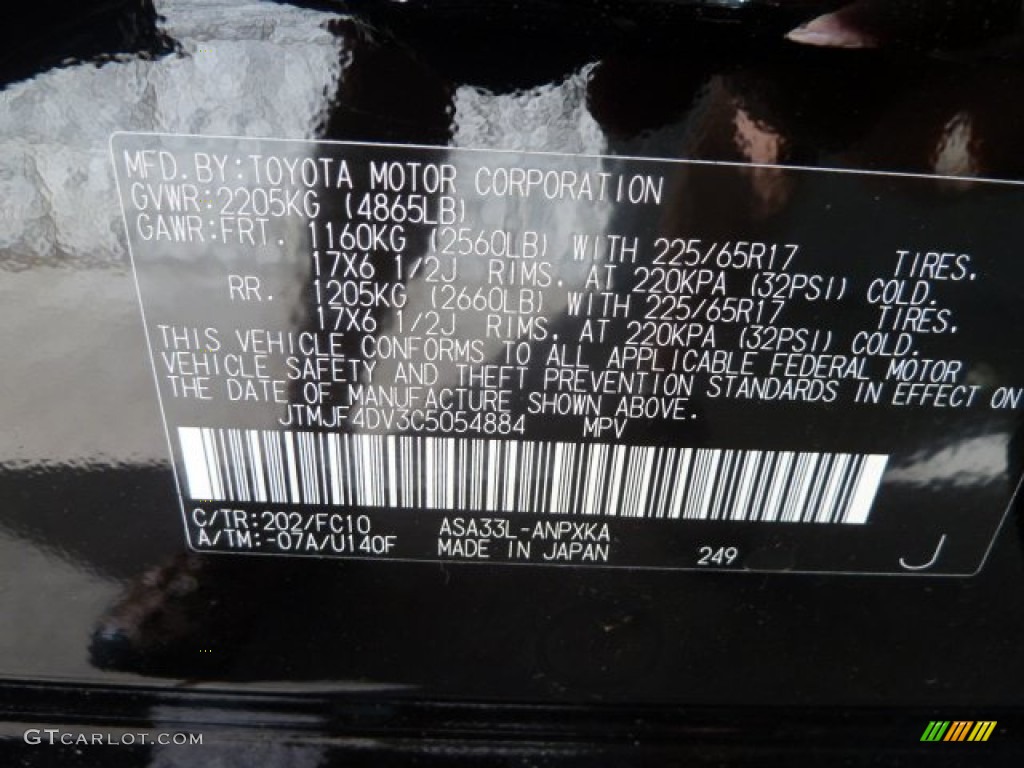 MFD.BY:TOYOTA MOTOR CORPORATION
GVWR:2205KG (4865LB)
GAWR:FRT. 1160KG (2560LB) WITH 225/65R17 TIRES.
17X6 1/2J RIMS. AT 220KPA (32PSI) COLD.
RR. 1205KG (2660LB) WITH 225/65R17 TIRES.
17X6 1/2J RIMS. AT 220KPA (32PSI) COLD.
THIS VEHICLE CONFORMS TO ALL APPLICABLE FEDERAL MOTOR
VEHICLE SAFETY AND THEFT PREVENTION STANDARDS IN EFFECT ON
THE DATE OF MANUFACTURE SHOWN ABOVE.
JTMJF4DV3C5054884 MPV
C/TR:202/FC10 ASA33L-ANPXKA
A/TM:-07A/U140F MADE IN JAPAN 249 J
GTCARLOT.COM